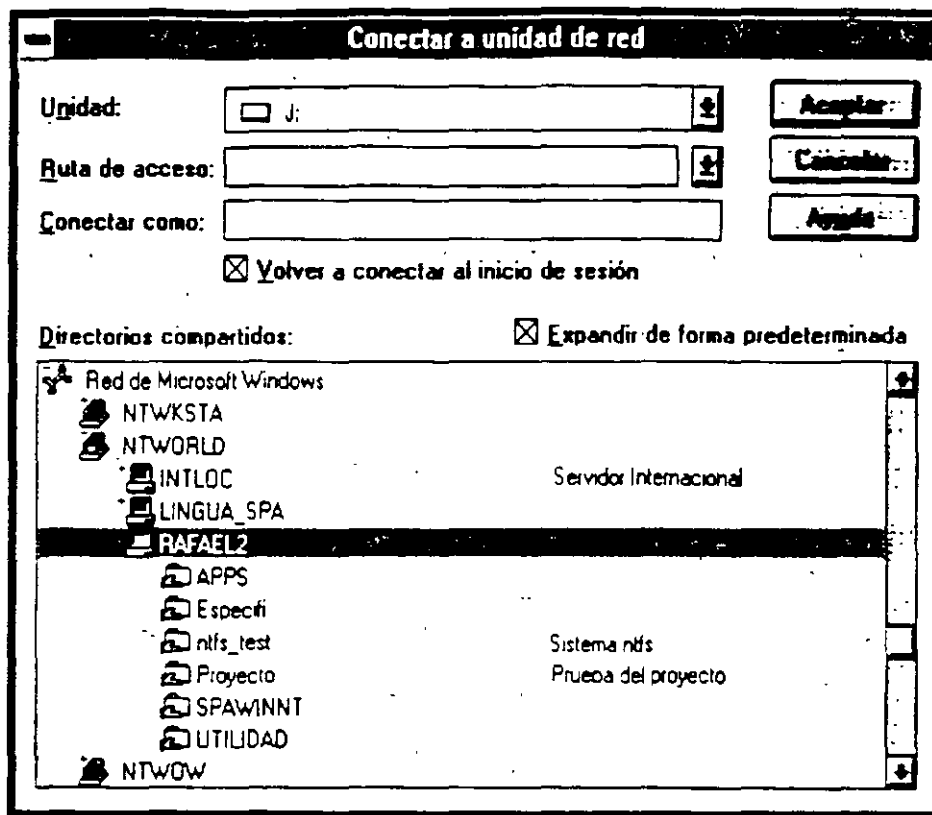 Conectar a unidad de red
Unidad: J: Aceptar
Ruta de acceso: Cancelar
Conectar como: Ayuda
Volver a conectar al inicio de sesión
Directorios compartidos: Expandir de forma predeterminada
Red de Microsoft Windows
NTWKSTA
NTWORLD
INTLOC Servidor Internacional
LINGUA_SPA
RAFAEL2
APPS
Especifi
ntfs_test Sistema ntfs
Proyecto Prueba del proyecto
SPAWINNT
UTILIDAD
NTWOW